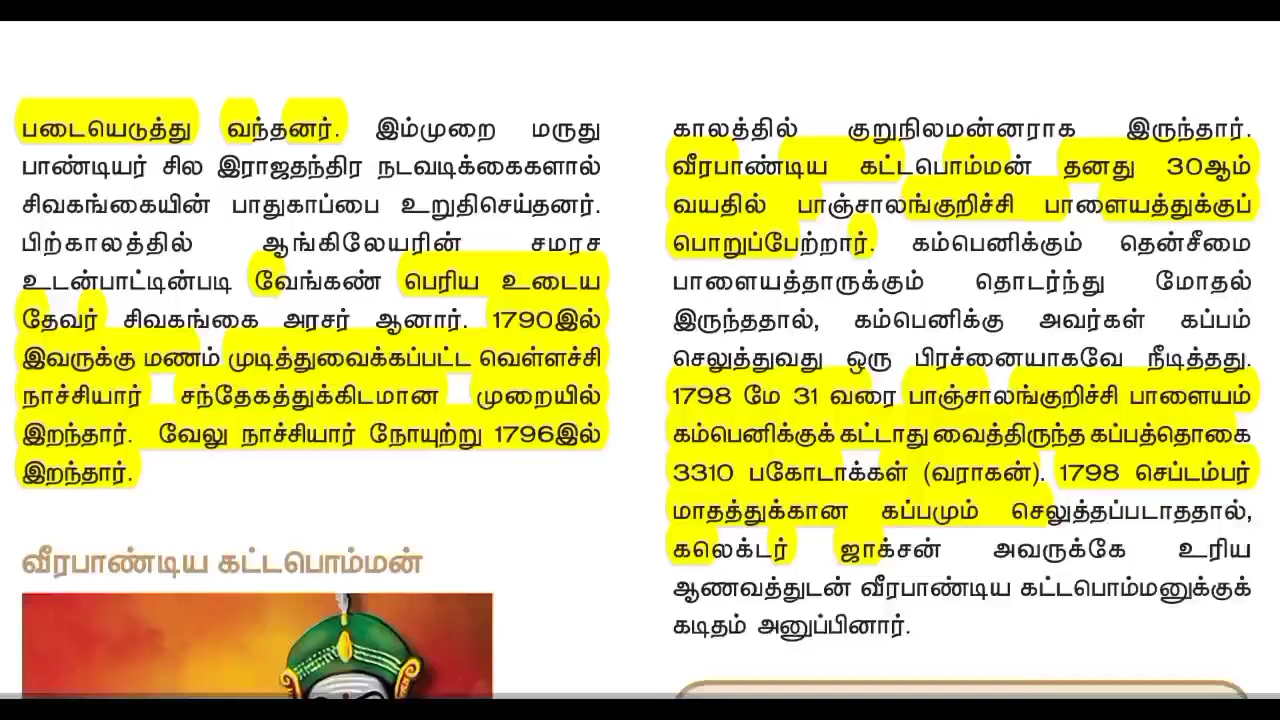 படையெடுத்து வந்தனர். இம்முறை மருது
பாண்டியர் சில இராஜதந்திர நடவடிக்கைகளால்
சிவகங்கையின் பாதுகாப்பை உறுதிசெய்தனர்.
பிற்காலத்தில் ஆங்கிலேயரின் சமரச
உடன்பாட்டின்படி வேங்கண் பெரிய உடைய
தேவர் சிவகங்கை அரசர் ஆனார். 1790இல்
இவருக்கு மணம் முடித்துவைக்கப்பட்ட வெள்ளச்சி
நாச்சியார் சந்தேகத்துக்கிடமான முறையில்
இறந்தார். வேலு நாச்சியார் நோயுற்று 1796இல்
இறந்தார்.
வீரபாண்டிய கட்டபொம்மன்
காலத்தில் குறுநிலமன்னராக இருந்தார்.
வீரபாண்டிய கட்டபொம்மன் தனது 30ஆம்
வயதில் பாஞ்சாலங்குறிச்சி பாளையத்துக்குப்
பொறுப்பேற்றார். கம்பெனிக்கும் தென்சீமை
பாளையத்தாருக்கும் தொடர்ந்து மோதல்
இருந்ததால், கம்பெனிக்கு அவர்கள் கப்பம்
செலுத்துவது ஒரு பிரச்னையாகவே நீடித்தது.
1798 மே 31 வரை பாஞ்சாலங்குறிச்சி பாளையம்
கம்பெனிக்குக் கட்டாது வைத்திருந்த கப்பத்தொகை
3310 பகோடாக்கள் (வராகன்). 1798 செப்டம்பர்
மாதத்துக்கான கப்பமும் செலுத்தப்படாததால்,
கலெக்டர் ஜாக்சன் அவருக்கே உரிய
ஆணவத்துடன் வீரபாண்டிய கட்டபொம்மனுக்குக்
கடிதம் அனுப்பினார்.